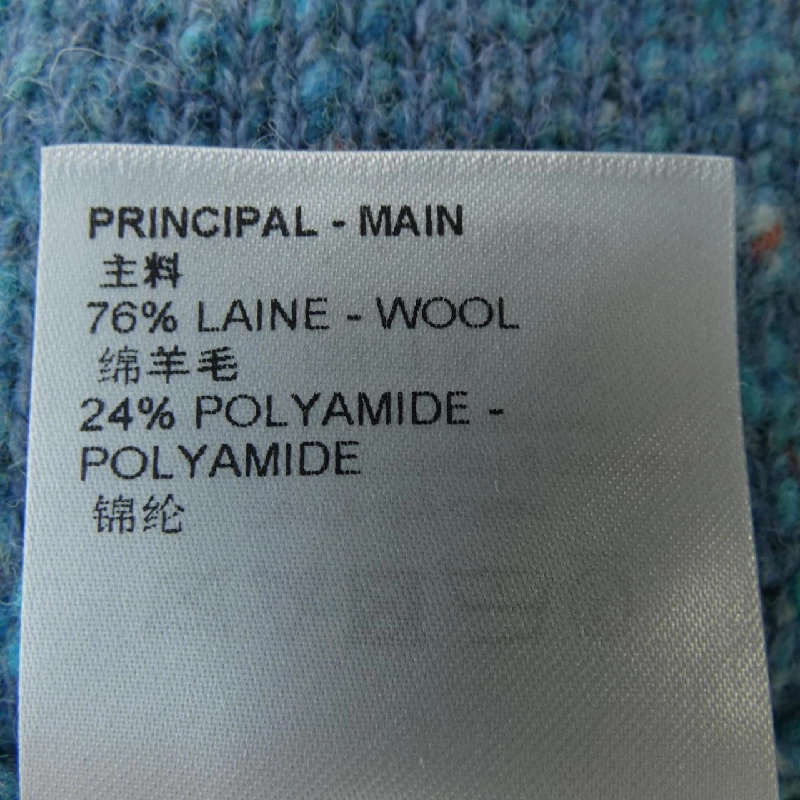 PRINCIPAL - MAIN
主料
76% LAINE - WOOL
绵羊毛
24% POLYAMIDE -
POLYAMIDE
锦纶